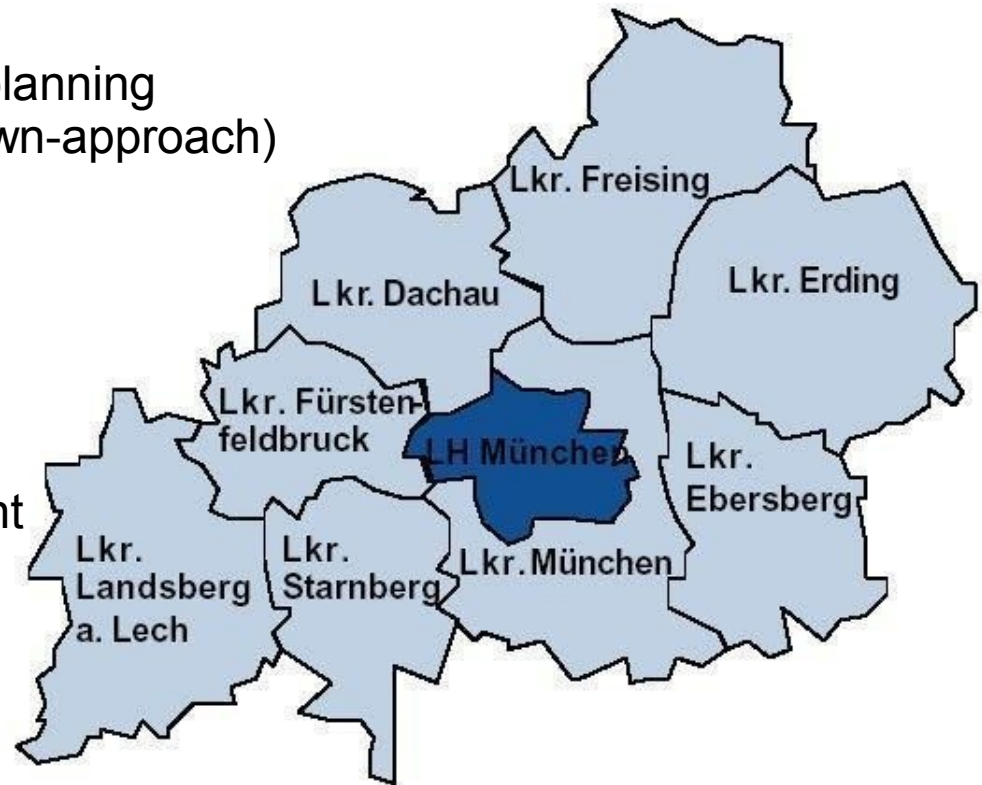 planning
wn-approach)
nt
Lkr. Freising
Lkr. Erding
Lkr. Dachau
Lkr. Fürsten-
feldbruck
LH München
Lkr.
Ebersberg
Lkr.
Landsberg
a. Lech
Lkr.
Starnberg
Lkr. München